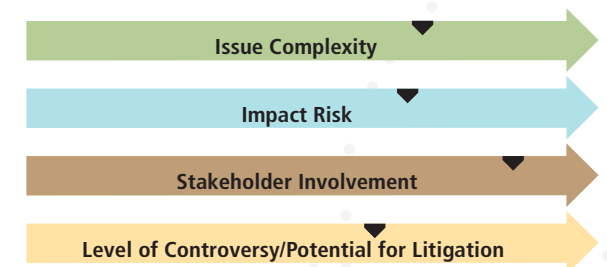 Issue Complexity
Impact Risk
Stakeholder Involvement
Level of Controversy/Potential for Litigation